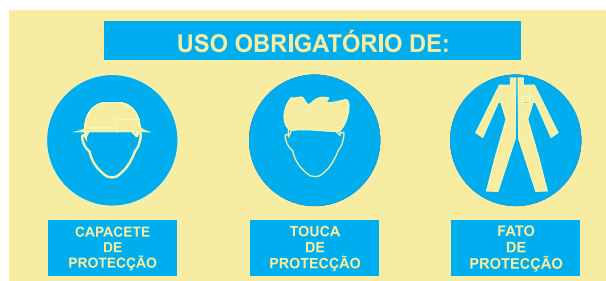 USO OBRIGATÓRIO DE:
CAPACETE
DE
PROTECÇÃO
TOUCA
DE
PROTECÇÃO
FATO
DE
PROTECÇÃO